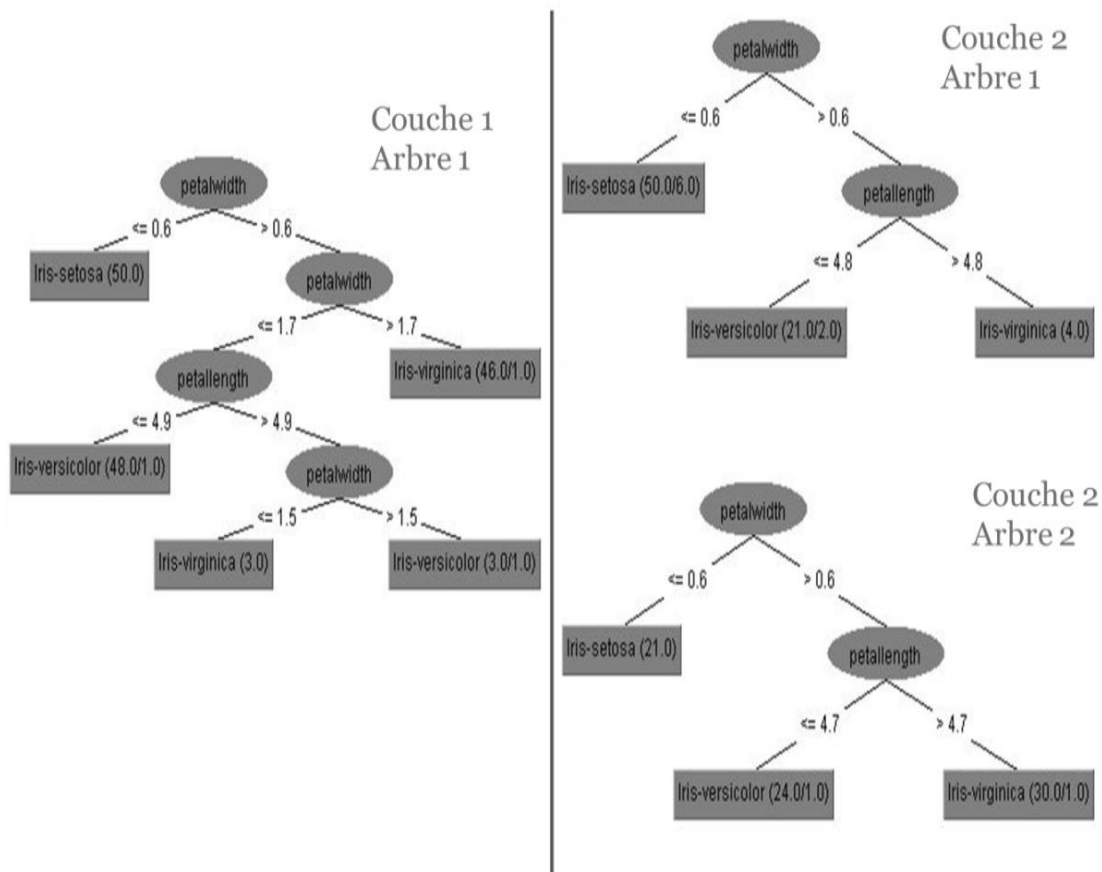 Couche 1
Arbre 1
petalwidth
<= 0.6
> 0.6
Iris-setosa (50.0)
petalwidth
<= 1.7
> 1.7
petallength
Iris-virginica (46.0/1.0)
<= 4.9
> 4.9
Iris-versicolor (48.0/1.0)
petalwidth
<= 1.5
> 1.5
Iris-virginica (3.0)
Iris-versicolor (3.0/1.0)
Couche 2
Arbre 1
petalwidth
<= 0.6
> 0.6
Iris-setosa (50.0/6.0)
petallength
<= 4.8
> 4.8
Iris-versicolor (21.0/2.0)
Iris-virginica (4.0)
Couche 2
Arbre 2
petalwidth
<= 0.6
> 0.6
Iris-setosa (21.0)
petallength
<= 4.7
> 4.7
Iris-versicolor (24.0/1.0)
Iris-virginica (30.0/1.0)